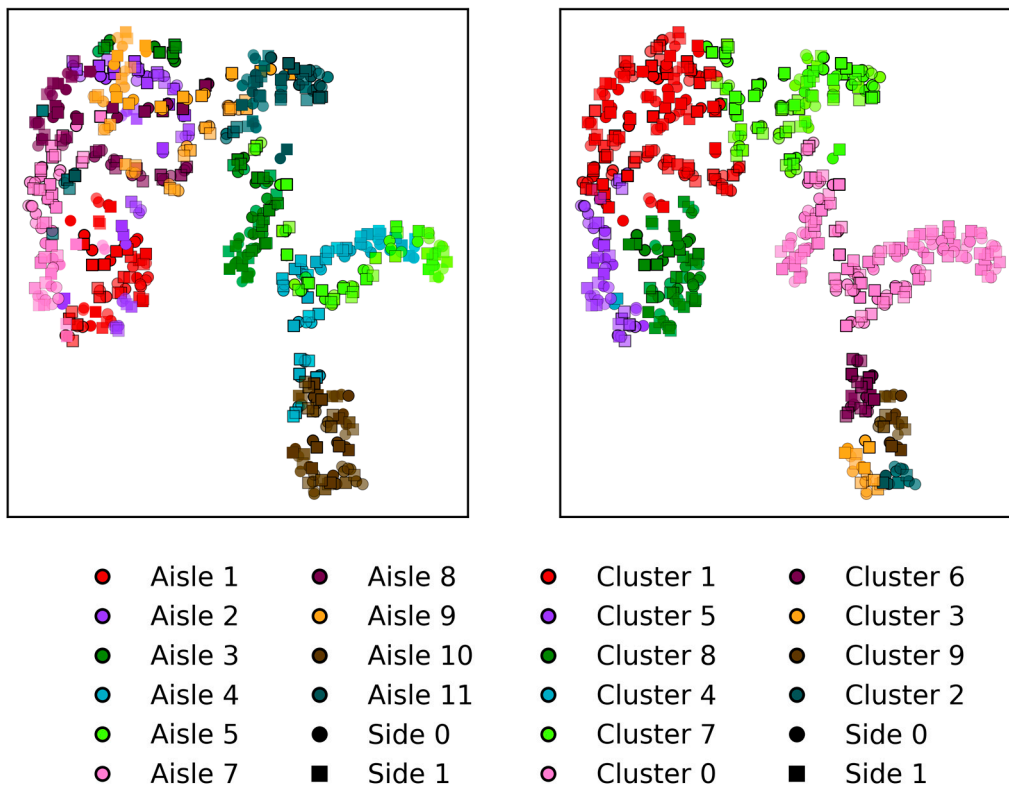 Aisle 1
Aisle 2
Aisle 3
Aisle 4
Aisle 5
Aisle 7
Aisle 8
Aisle 9
Aisle 10
Aisle 11
Side 0
Side 1
Cluster 1
Cluster 5
Cluster 8
Cluster 4
Cluster 7
Cluster 0
Cluster 6
Cluster 3
Cluster 9
Cluster 2
Side 0
Side 1